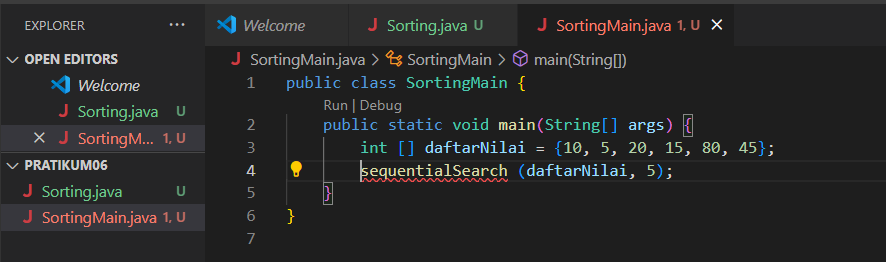 EXPLORER
Welcome
Sorting.java U
SortingMain.java 1, U
OPEN EDITORS
Welcome
Sorting.java U
SortingM... 1, U
PRATIKUM06
Sorting.java U
SortingMain.java 1, U
SortingMain.java > SortingMain > main(String[])
1 public class SortingMain {
Run | Debug
2 public static void main(String[] args) {
3 int [] daftarNilai = {10, 5, 20, 15, 80, 45};
4 sequentialSearch (daftarNilai, 5);
5 }
6 }
7